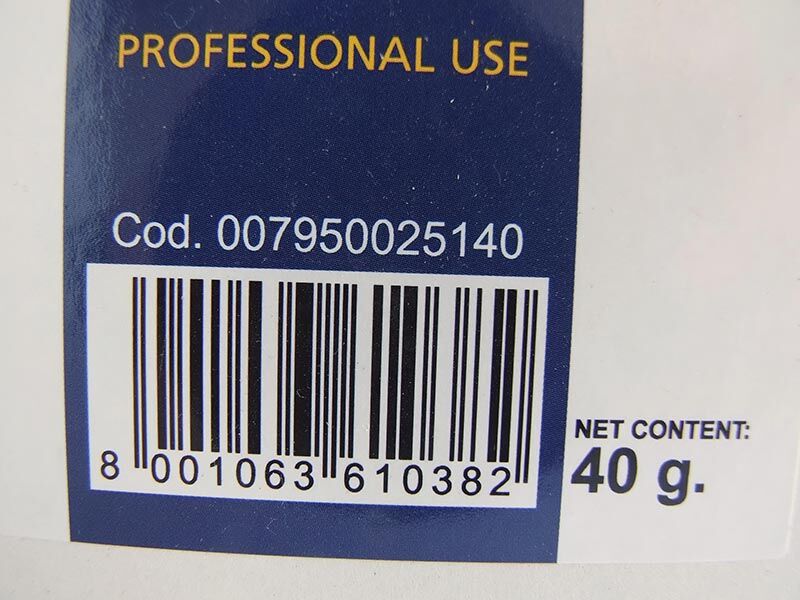 PROFESSIONAL USE
Cod. 007950025140
8 001063 610382
NET CONTENT:
40 g.